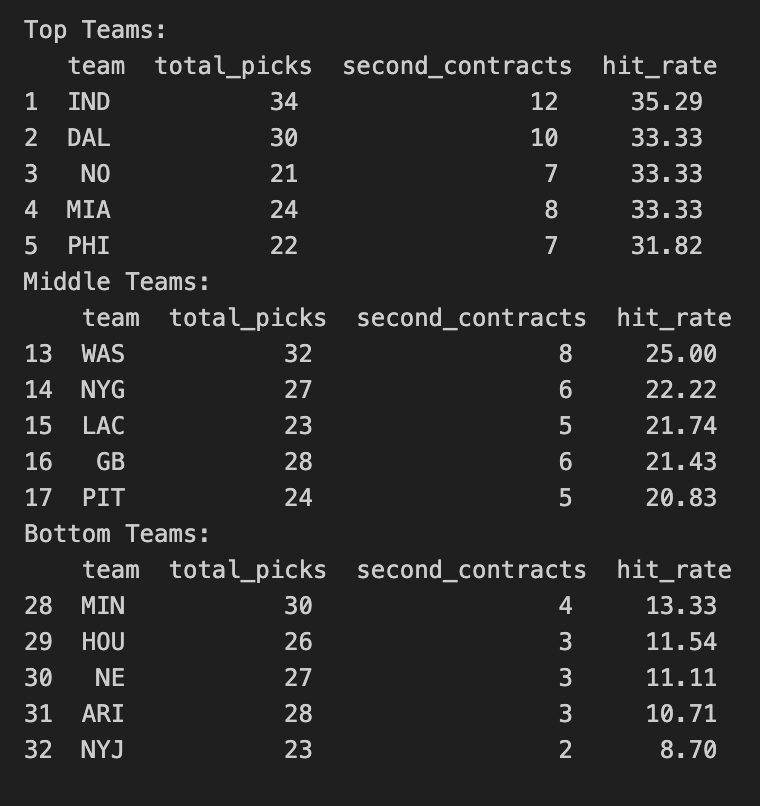 Top Teams:
   team  total_picks  second_contracts  hit_rate
1  IND           34                12     35.29
2  DAL           30                10     33.33
3   NO           21                 7     33.33
4  MIA           24                 8     33.33
5  PHI           22                 7     31.82
Middle Teams:
    team  total_picks  second_contracts  hit_rate
13  WAS           32                 8     25.00
14  NYG           27                 6     22.22
15  LAC           23                 5     21.74
16   GB           28                 6     21.43
17  PIT           24                 5     20.83
Bottom Teams:
    team  total_picks  second_contracts  hit_rate
28  MIN           30                 4     13.33
29  HOU           26                 3     11.54
30   NE           27                 3     11.11
31  ARI           28                 3     10.71
32  NYJ           23                 2      8.70